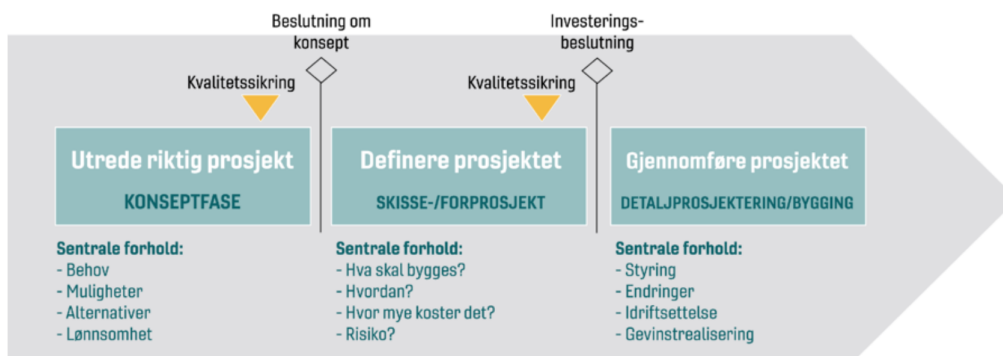 Beslutning om
konsept
Investerings-
beslutning
Kvalitetssikring
Kvalitetssikring
Utrede riktig prosjekt
KONSEPTFASE
Definere prosjektet
SKISSE-/FORPROSJEKT
Gjennomføre prosjektet
DETALJPROSJEKTERING/BYGGING
Sentrale forhold:
- Behov
- Muligheter
- Alternativer
- Lønnsomhet
Sentrale forhold:
- Hva skal bygges?
- Hvordan?
- Hvor mye koster det?
- Risiko?
Sentrale forhold:
- Styring
- Endringer
- Idriftsettelse
- Gevinstrealisering